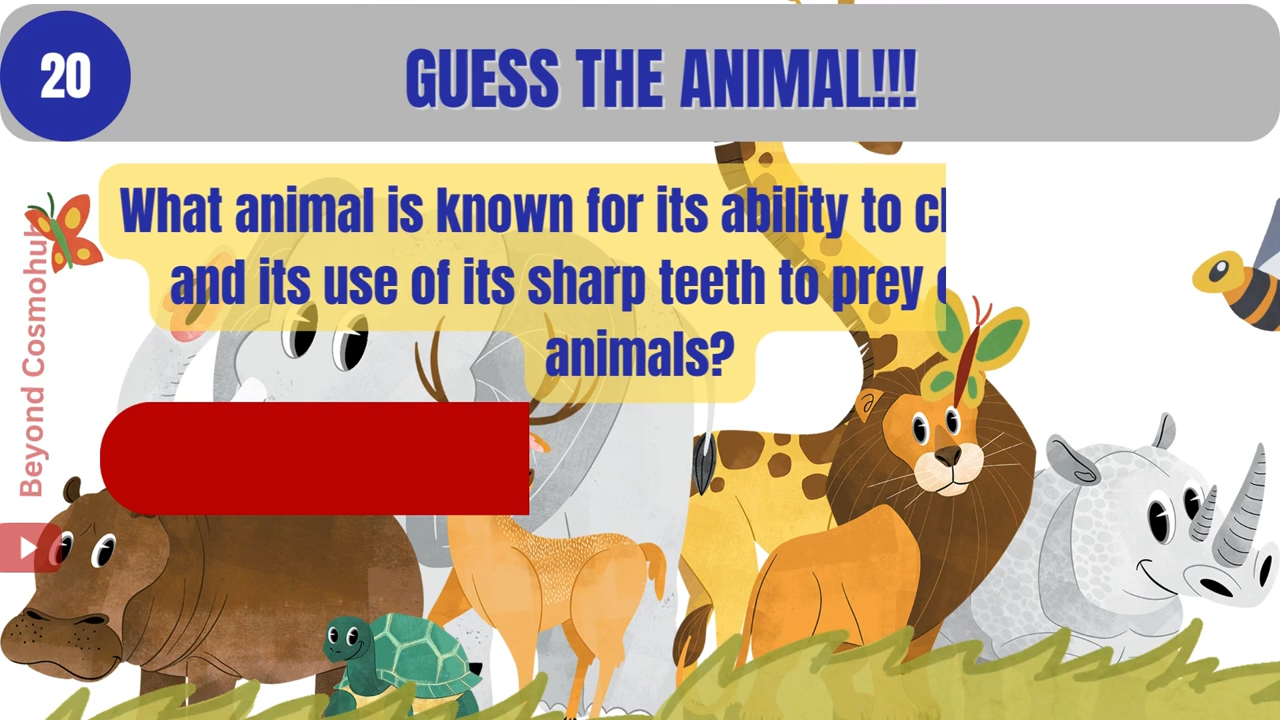 20
GUESS THE ANIMAL!!!
What animal is known for its ability to
and its use of its sharp teeth to prey
animals?
Beyond Cosmohub